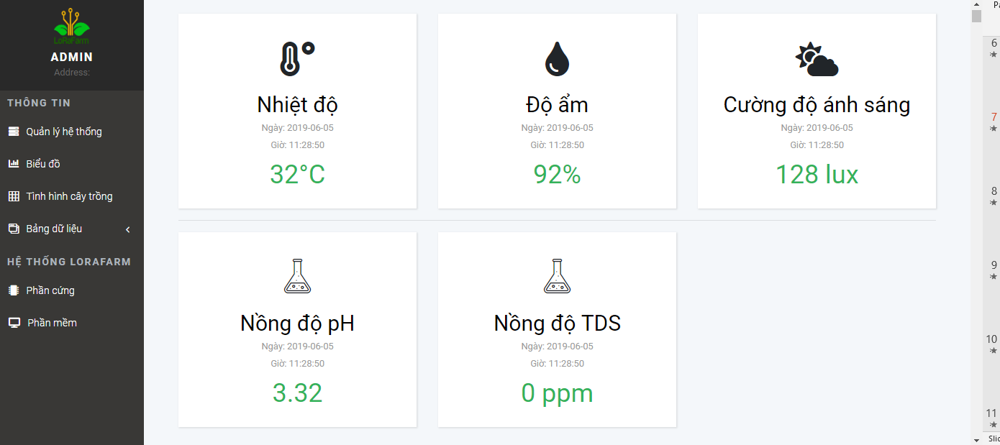 LoRaFarm
ADMIN
Address:
THÔNG TIN
Quản lý hệ thống
Biểu đồ
Tình hình cây trồng
Bảng dữ liệu
HỆ THỐNG LORAFARM
Phần cứng
Phần mềm
Nhiệt độ
Ngày: 2019-06-05
Giờ: 11:28:50
32°C
Độ ẩm
Ngày: 2019-06-05
Giờ: 11:28:50
92%
Cường độ ánh sáng
Ngày: 2019-06-05
Giờ: 11:28:50
128 lux
Nồng độ pH
Ngày: 2019-06-05
Giờ: 11:28:50
3.32
Nồng độ TDS
Ngày: 2019-06-05
Giờ: 11:28:50
0 ppm
6
7
8
9
10
11